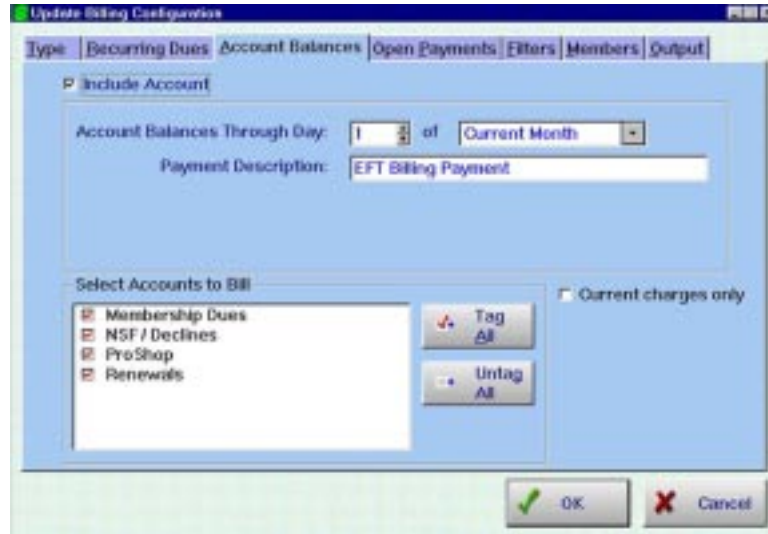 Update Billing Configuration
Type Recurring Dues Account Balances Open Payments Filters Members Output
Include Account
Account Balances Through Day: 1 of Current Month
Payment Description: EFT Billing Payment
Select Accounts to Bill
Current charges only
Membership Dues
NSF / Declines
ProShop
Renewals
Tag
All
Untag
All
OK Cancel